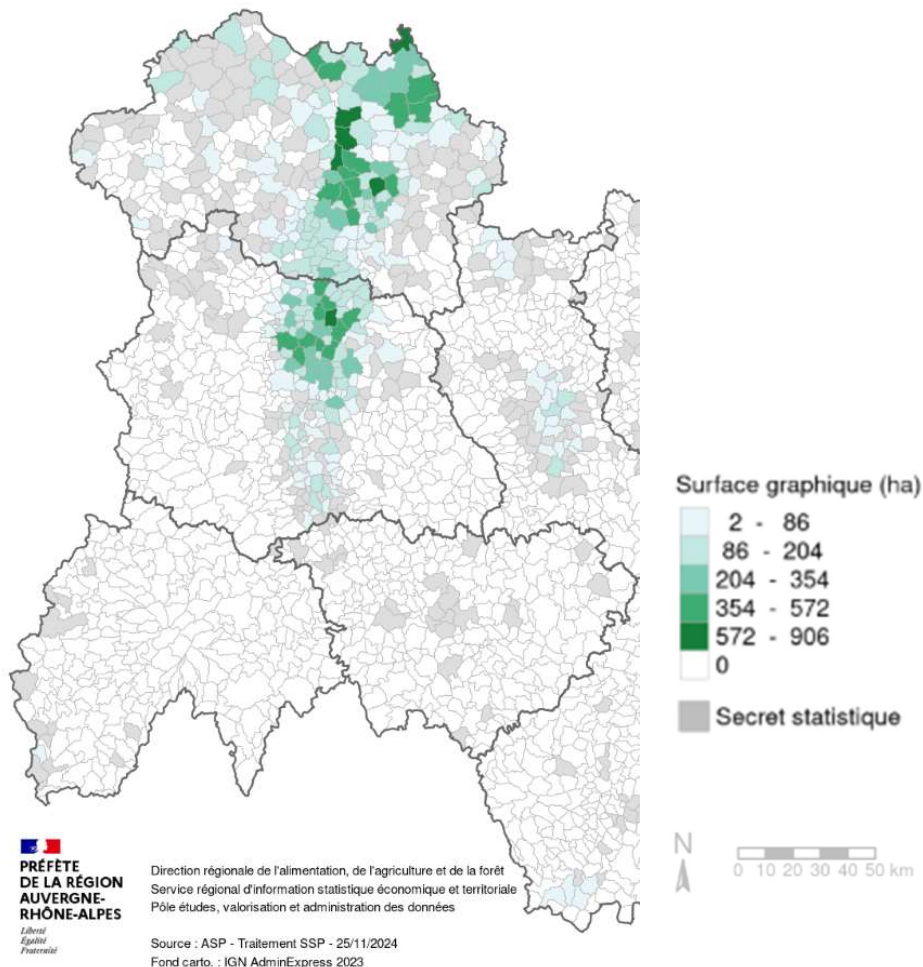 Surface graphique (ha)
2 - 86
86 - 204
204 - 354
354 - 572
572 - 906
0
Secret statistique
N
0 10 20 30 40 50 km
PRÉFÈTE
DE LA RÉGION
AUVERGNE-
RHÔNE-ALPES
Liberté
Égalité
Fraternité
Direction régionale de l'alimentation, de l'agriculture et de la forêt
Service régional d'information statistique économique et territoriale
Pôle études, valorisation et administration des données
Source : ASP - Traitement SSP - 25/11/2024
Fond carto. : IGN AdminExpress 2023